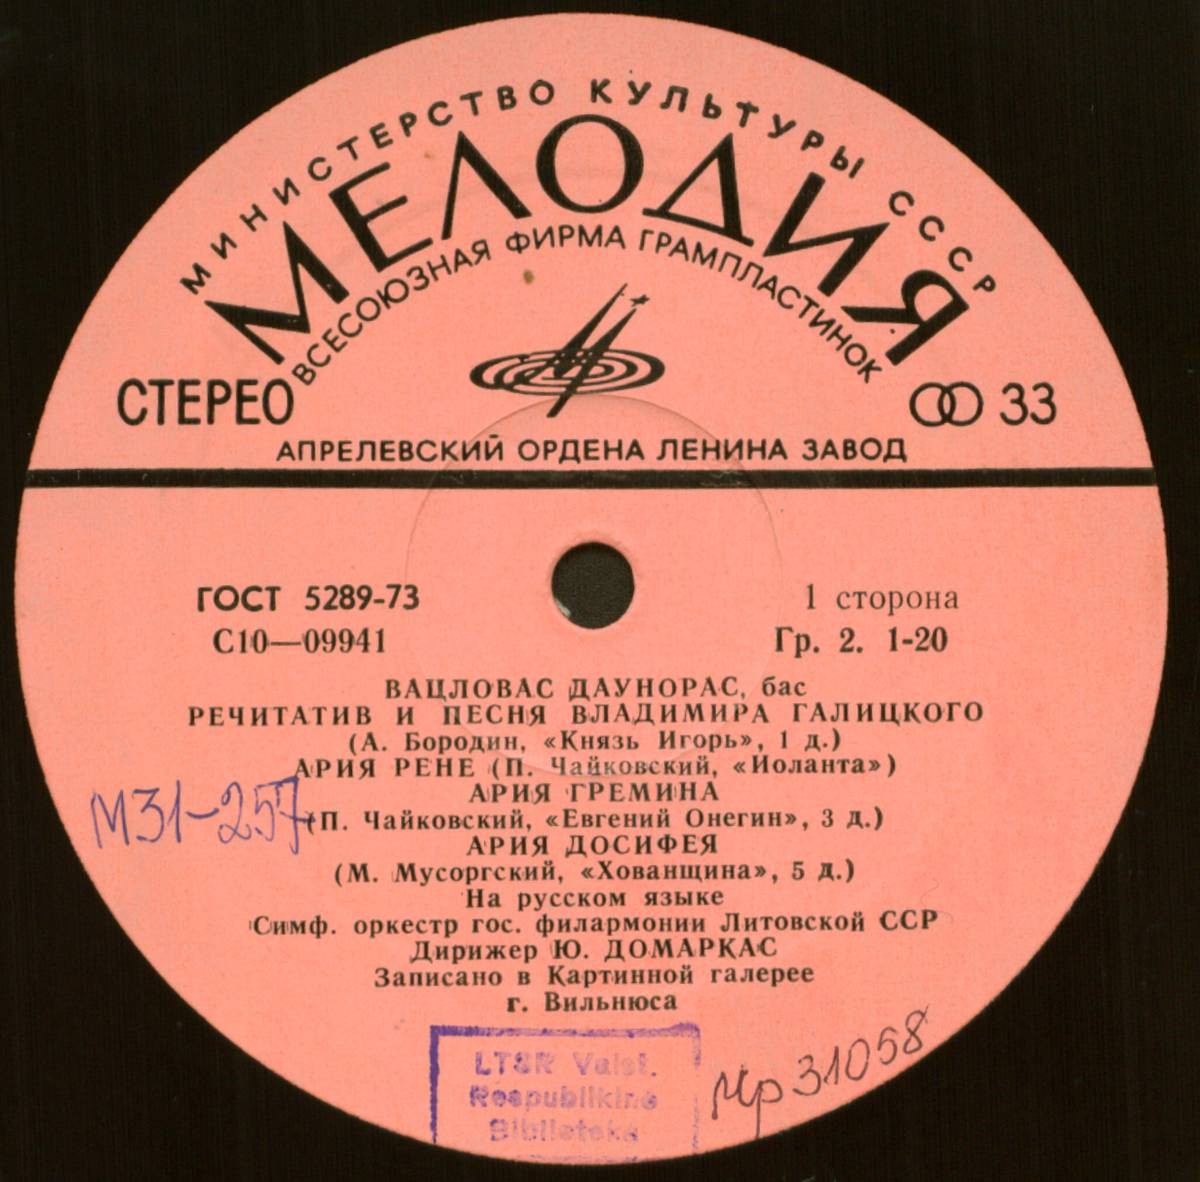 МИНИСТЕРСТВО КУЛЬТУРЫ СССР
МЕЛОДИЯ
ВСЕСОЮЗНАЯ ФИРМА ГРАМПЛАСТИНОК
СТЕРЕО
33
АПРЕЛЕВСКИЙ ОРДЕНА ЛЕНИНА ЗАВОД
ГОСТ 5289-73
1 сторона
С10—09941
Гр. 2. 1-20
ВАЦЛОВАС ДАУНОРАС, бас
РЕЧИТАТИВ И ПЕСНЯ ВЛАДИМИРА ГАЛИЦКОГО
(А. Бородин, «Князь Игорь», 1 д.)
АРИЯ РЕНЕ (П. Чайковский, «Иоланта»)
АРИЯ ГРЕМИНА
М31-257
(П. Чайковский, «Евгений Онегин», 3 д.)
АРИЯ ДОСИФЕЯ
(М. Мусоргский, «Хованщина», 5 д.)
На русском языке
Симф. оркестр гос. филармонии Литовской ССР
Дирижер Ю. ДОМАРКАС
Записано в Картинной галерее
г. Вильнюса
LTSR Valst.
Respublikinė
Biblioteka
Мр 31058